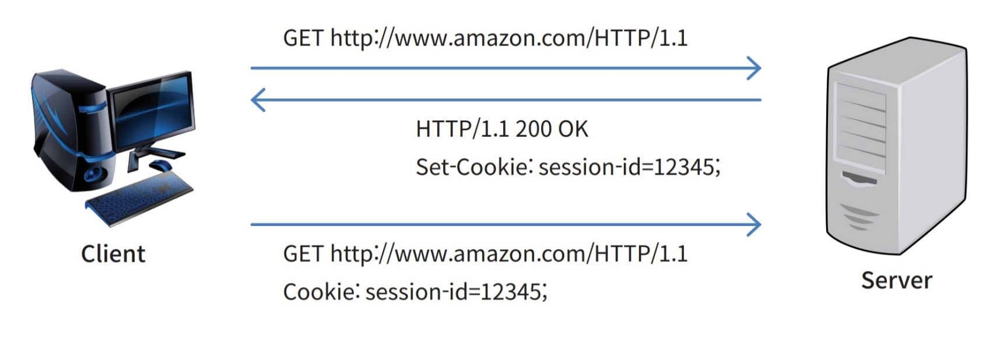 GET http://www.amazon.com/HTTP/1.1
HTTP/1.1 200 OK
Set-Cookie: session-id=12345;
Client
GET http://www.amazon.com/HTTP/1.1
Cookie: session-id=12345;
Server